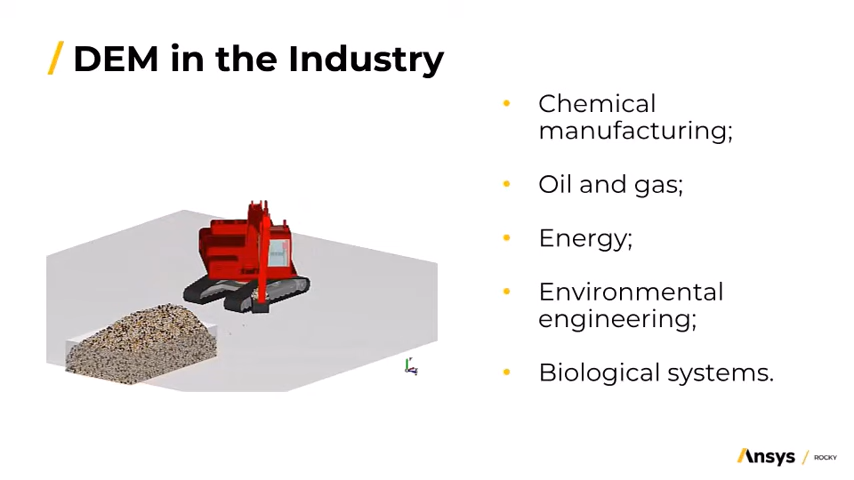 / DEM in the Industry
• Chemical
manufacturing;
• Oil and gas;
• Energy;
• Environmental
engineering;
• Biological systems.
Ansys / ROCKY